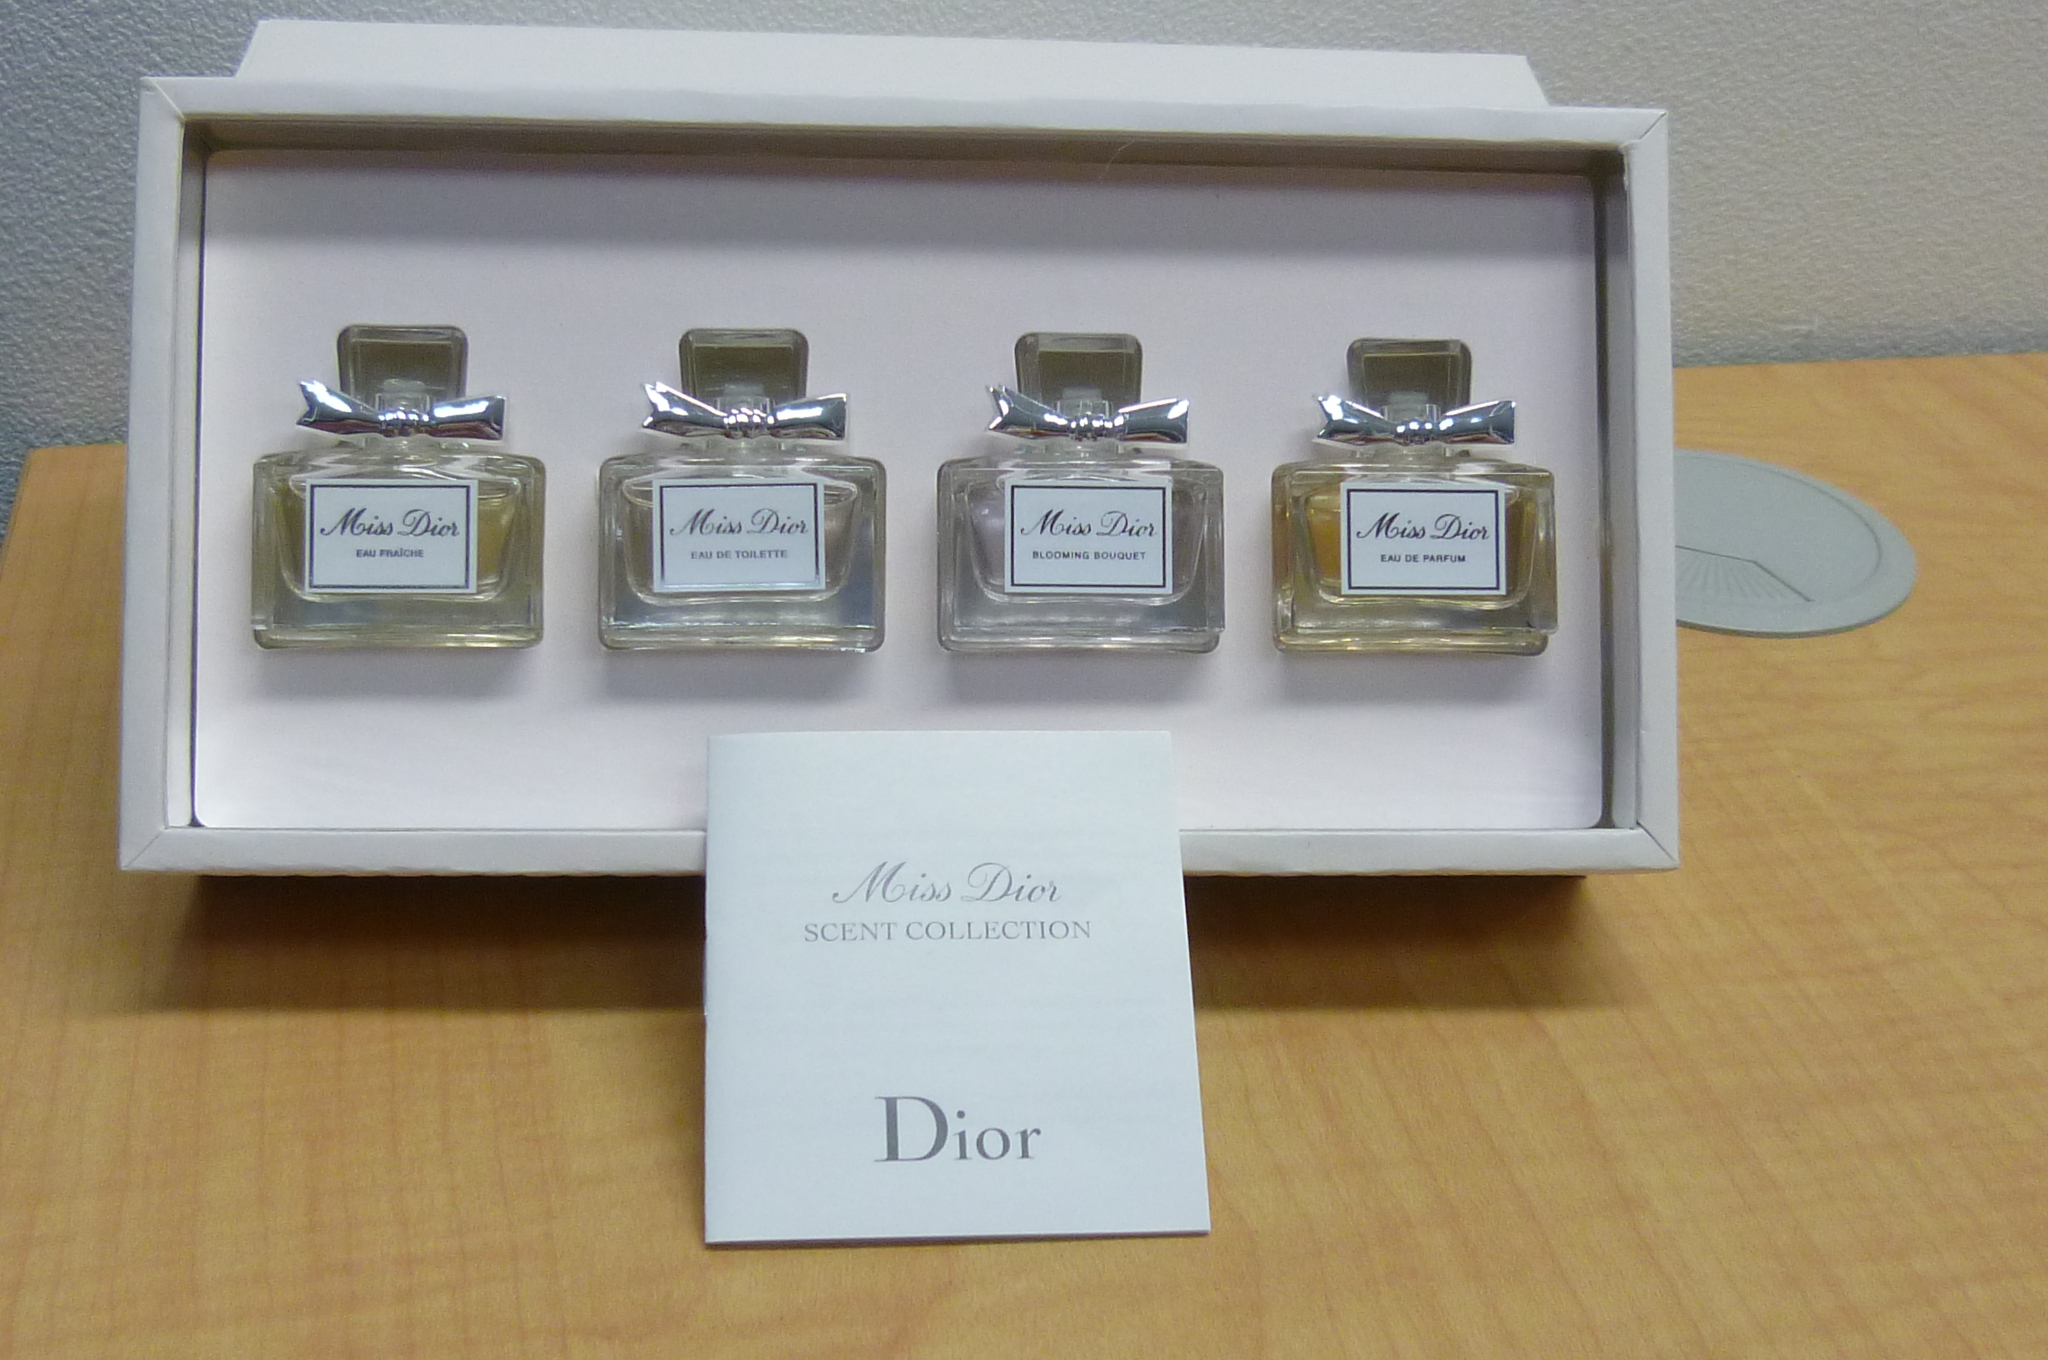 Miss Dior
EAU FRAÎCHE
Miss Dior
EAU DE TOILETTE
Miss Dior
BLOOMING BOUQUET
Miss Dior
EAU DE PARFUM
Miss Dior
SCENT COLLECTION
Dior